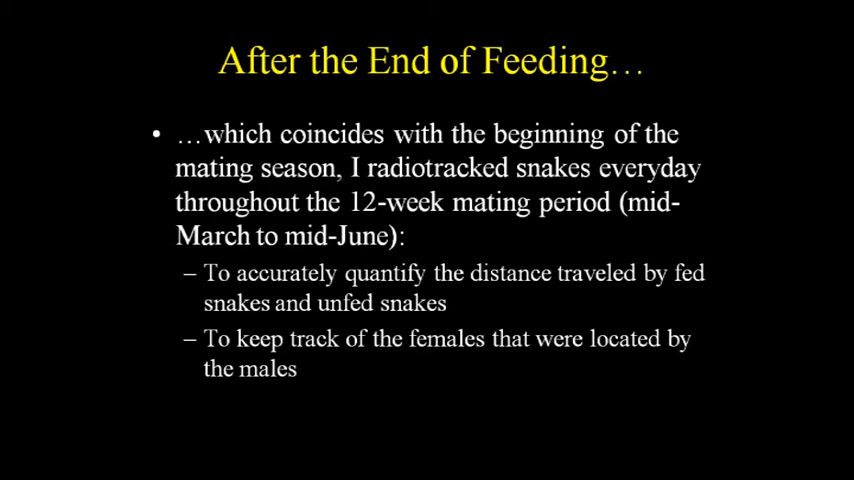 After the End of Feeding…
• …which coincides with the beginning of the
mating season, I radiotracked snakes everyday
throughout the 12-week mating period (mid-
March to mid-June):
– To accurately quantify the distance traveled by fed
snakes and unfed snakes
– To keep track of the females that were located by
the males